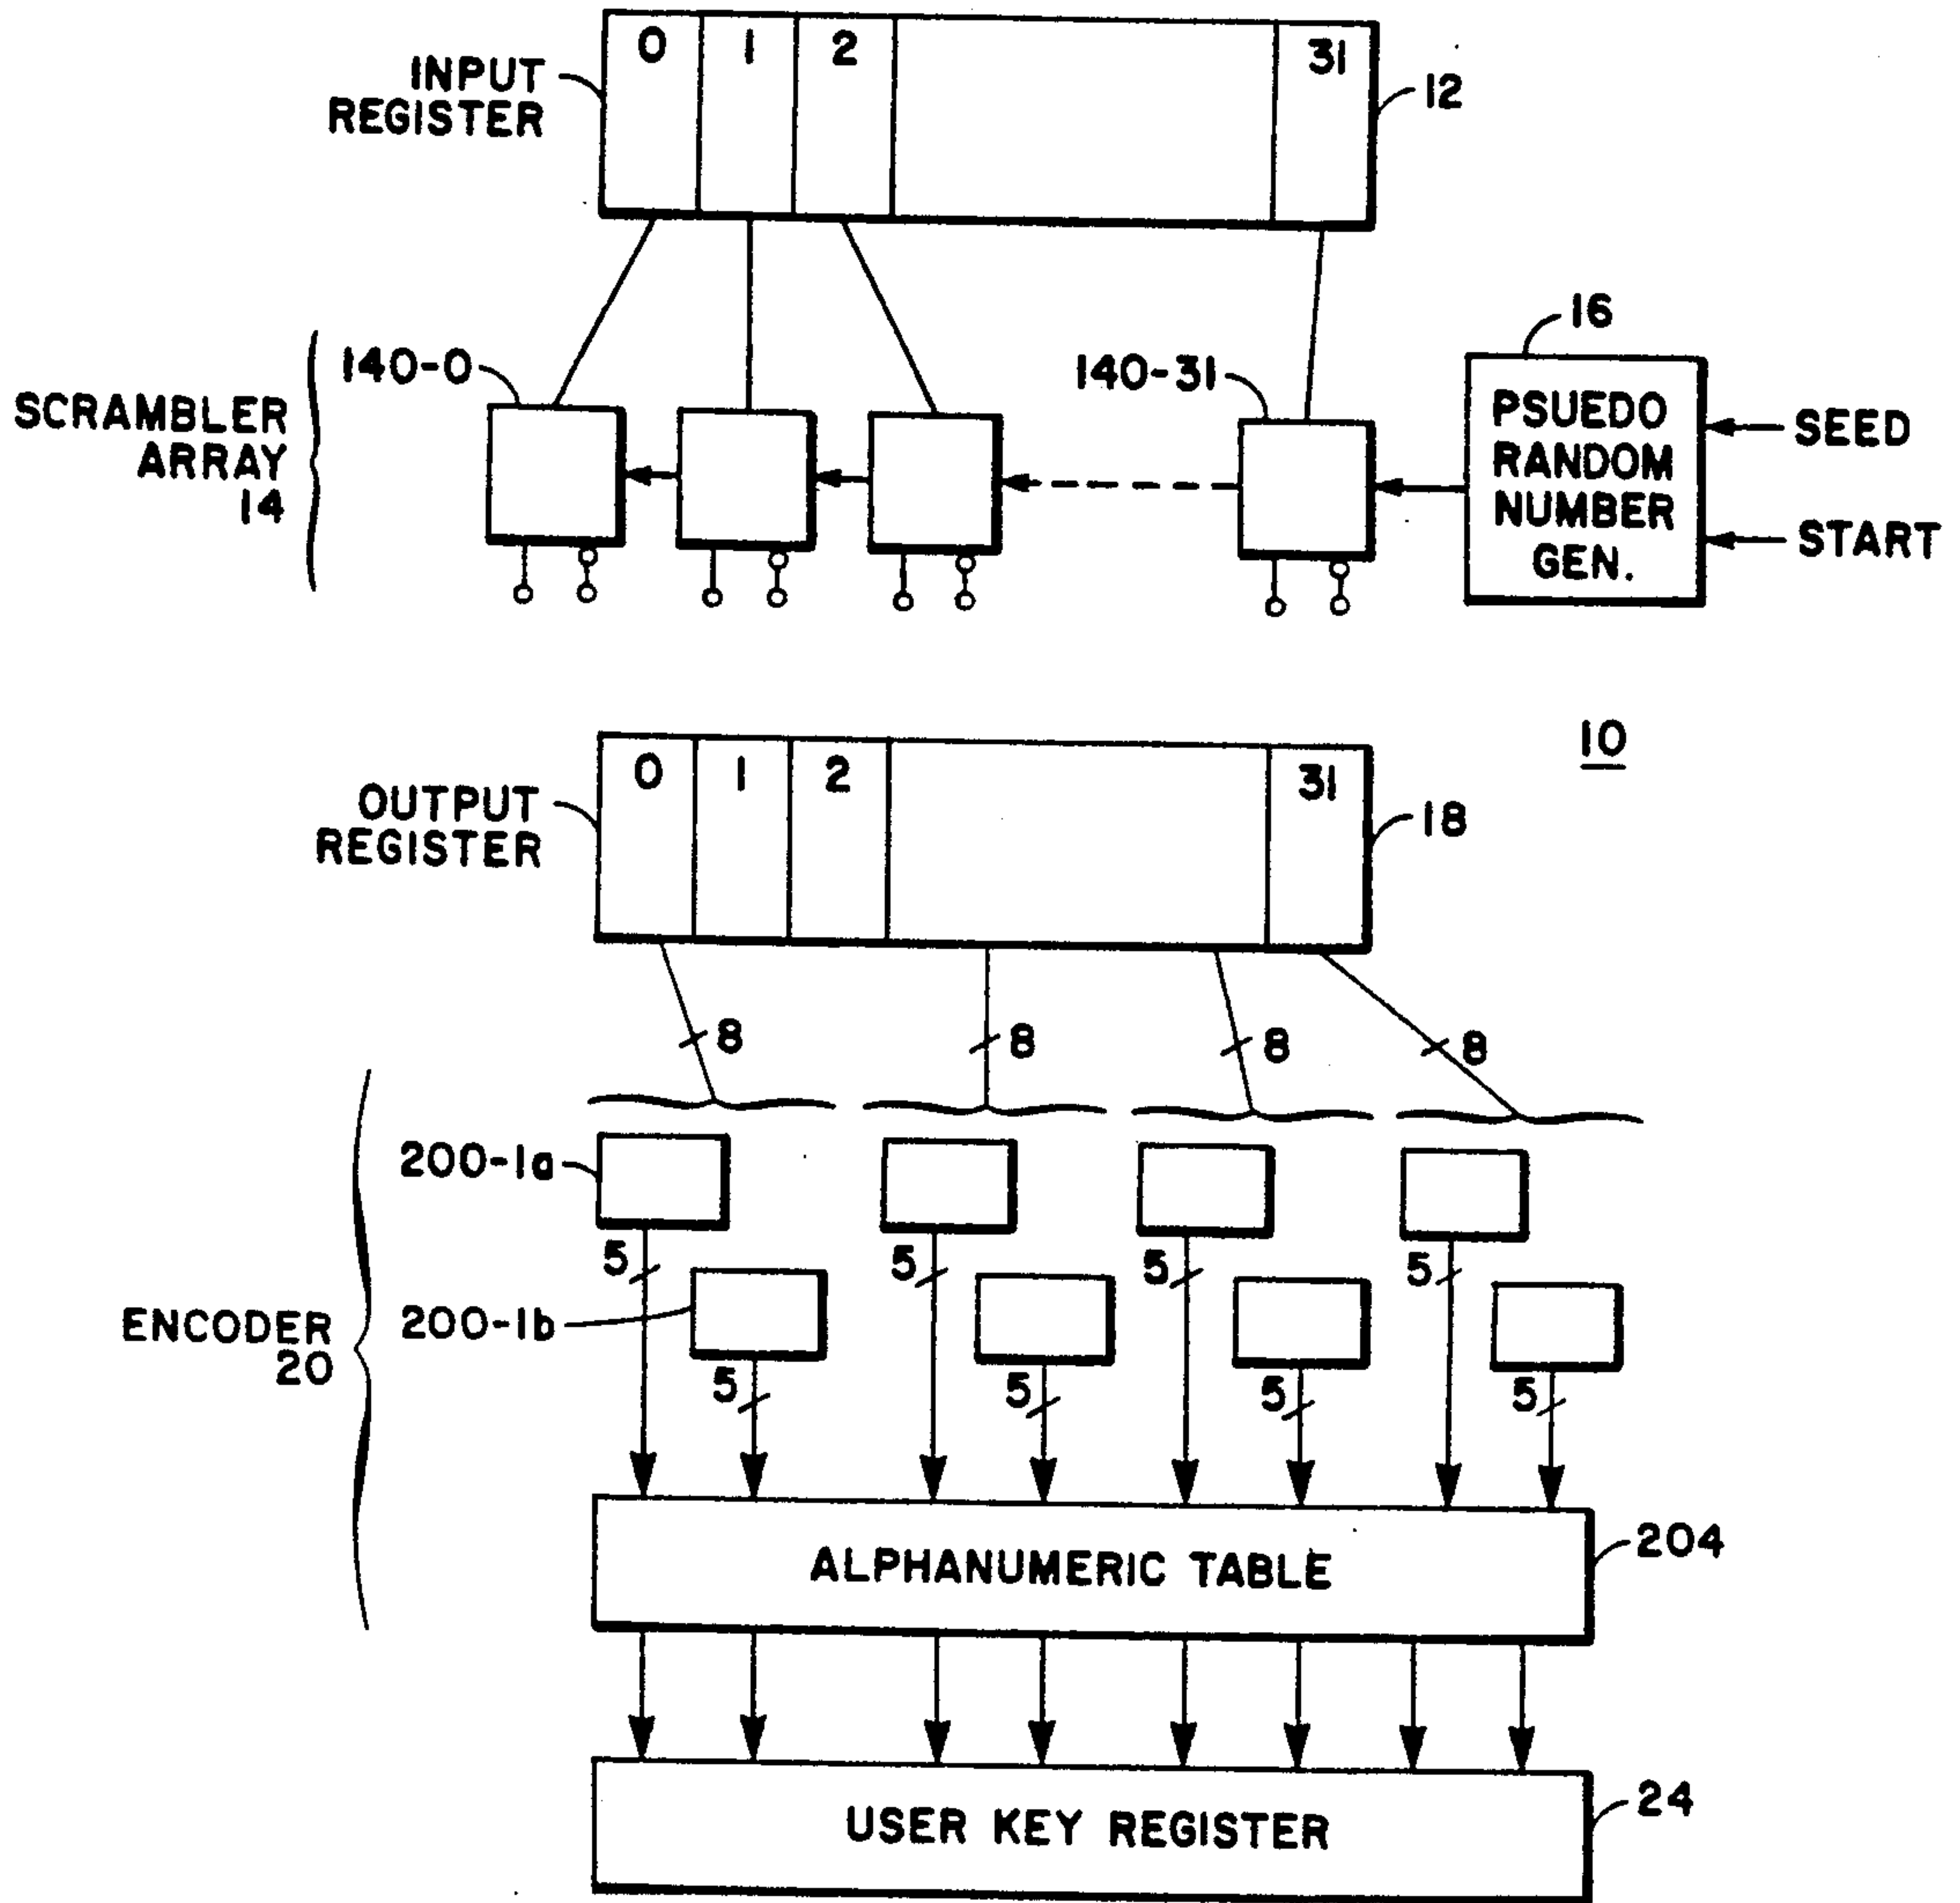 0 1 2 31
INPUT
REGISTER
12
16
140-0
140-31
SCRAMBLER
ARRAY
14
PSUEDO
RANDOM
NUMBER
GEN.
SEED
START
10
0 1 2 31
OUTPUT
REGISTER
18
8 8 8 8
200-1a
5 5 5 5
200-1b
ENCODER
20
5 5 5 5
ALPHANUMERIC TABLE
204
USER KEY REGISTER
24